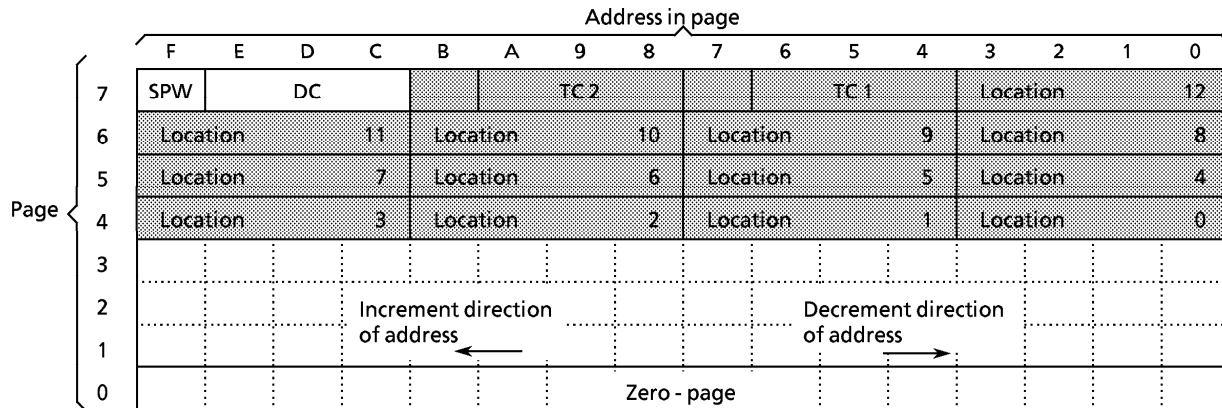 Address in page
F E D C B A 9 8 7 6 5 4 3 2 1 0
7 SPW DC TC 2 TC 1 Location 12
6 Location 11 Location 10 Location 9 Location 8
5 Location 7 Location 6 Location 5 Location 4
Page
4 Location 3 Location 2 Location 1 Location 0
3
2 Increment direction Decrement direction
of address of address
1
0 Zero - page